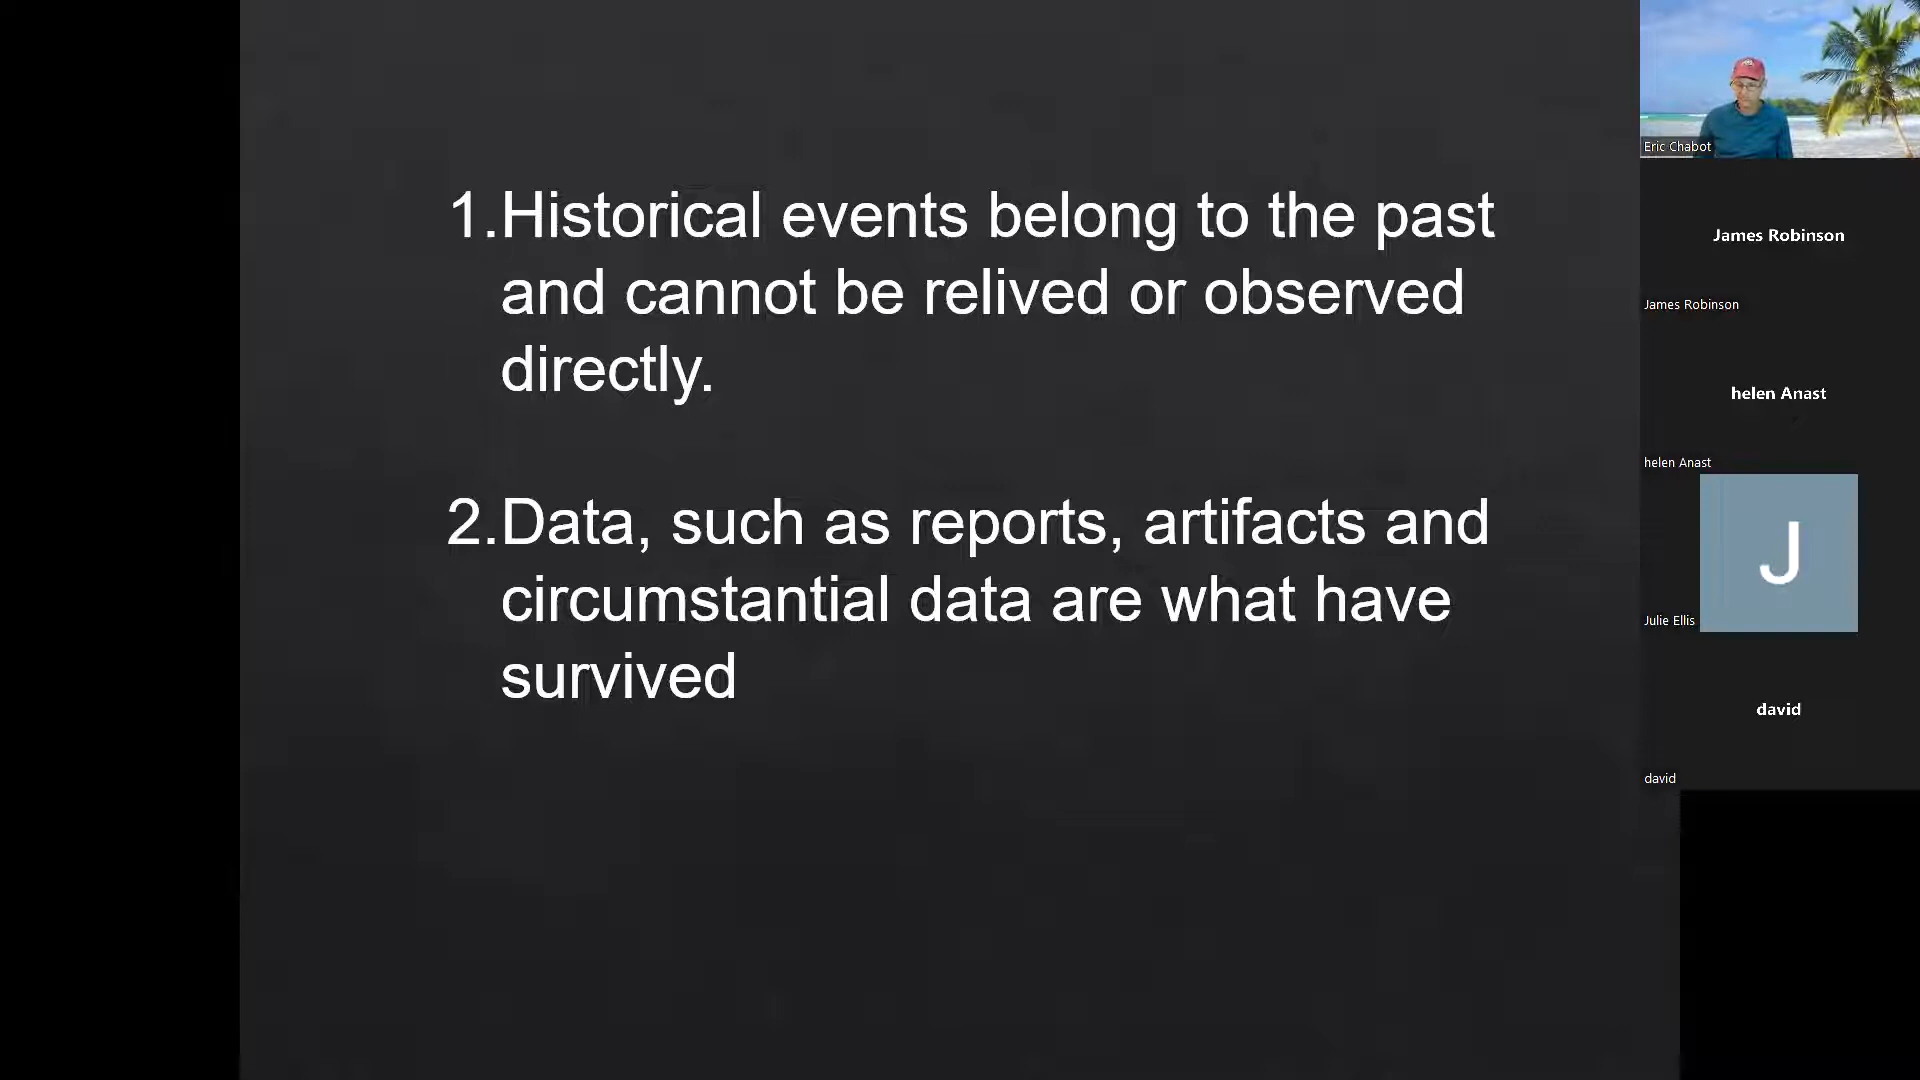 1.Historical events belong to the past
and cannot be relived or observed
directly.
2.Data, such as reports, artifacts and
circumstantial data are what have
survived
Eric Chabot
James Robinson
James Robinson
helen Anast
helen Anast
J
Julie Ellis
david
david